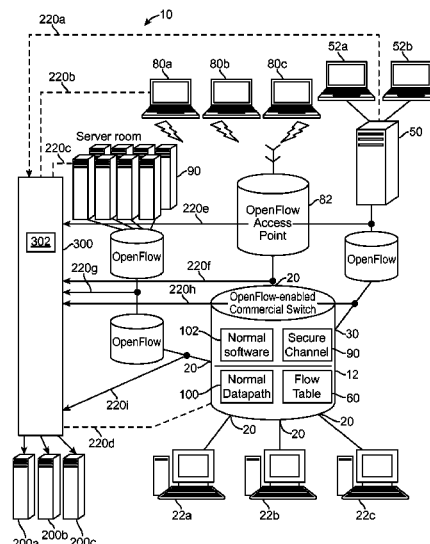 10
220a
220b
220c
80a
80b
80c
52a
52b
Server room
90
50
220e
82
OpenFlow
Access
Point
302
300
OpenFlow
OpenFlow
220f
220g
220h
20
OpenFlow-enabled
Commercial Switch
30
102
Normal
software
Secure
Channel
90
OpenFlow
20
12
100
Normal
Datapath
Flow
Table
60
220i
20
20
20
220d
22a
22b
22c
200a
200b
200c